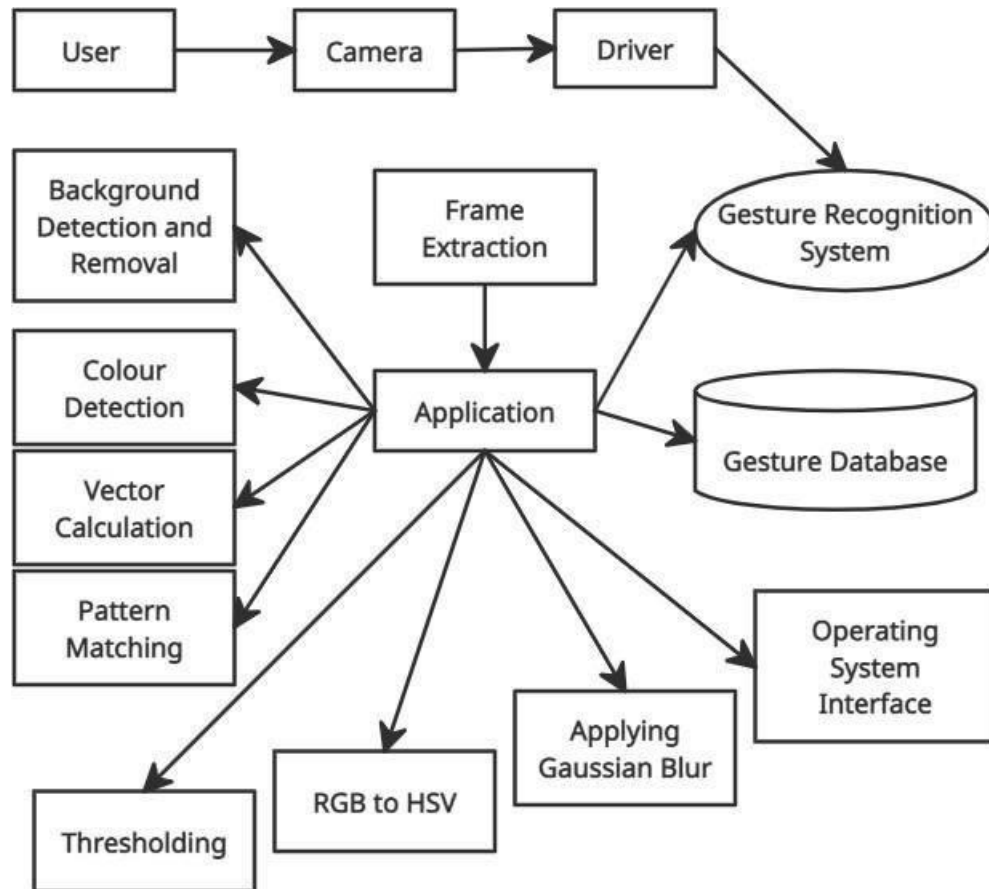 User
Camera
Driver
Background
Detection and
Removal
Frame
Extraction
Gesture Recognition
System
Colour
Detection
Application
Gesture Database
Vector
Calculation
Pattern
Matching
Operating
System
Interface
Applying
Gaussian Blur
RGB to HSV
Thresholding